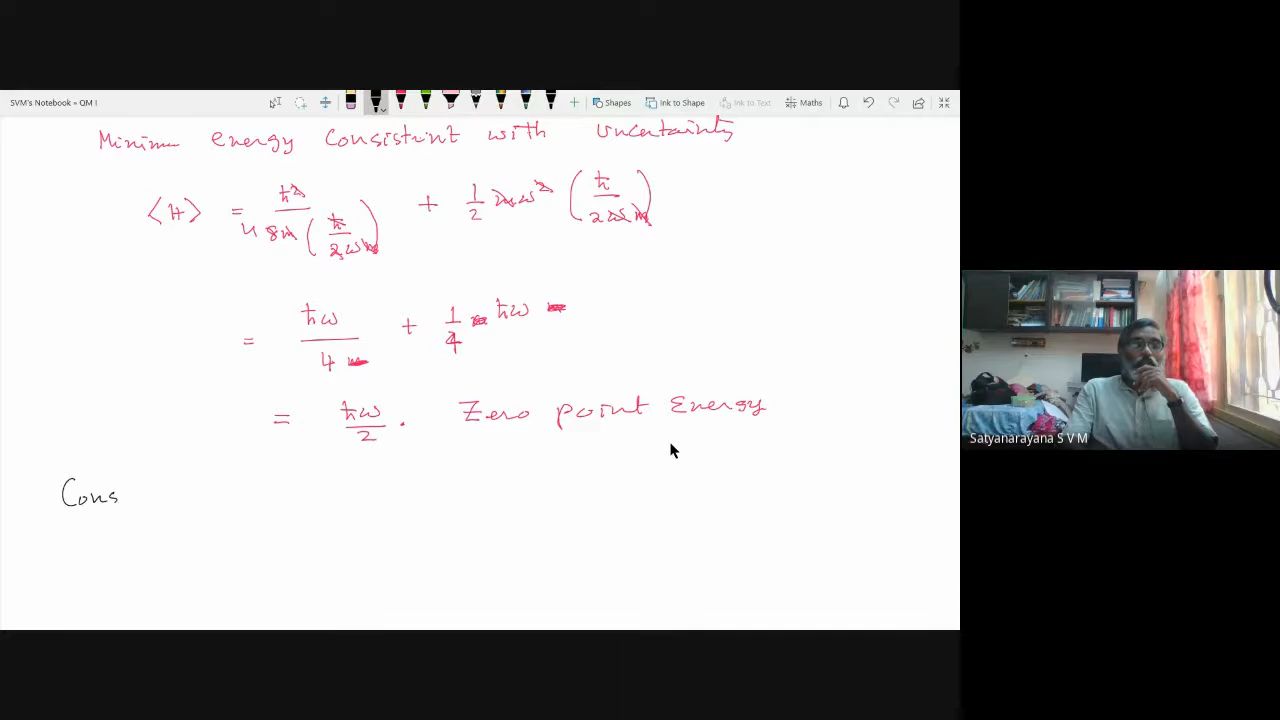 SVM's Notebook » QM I
Shapes Ink to Shape Ink to Text Maths
Minimum energy Consistent with Uncertainty
⟨H⟩ = ħ² / 4 8m (ħ / 2ωm) + 1/2 mω² (ħ / 2ωm)
= ħω / 4 + 1/4 ħω
= ħω / 2 . Zero point Energy
Cons
Satyanarayana S V M